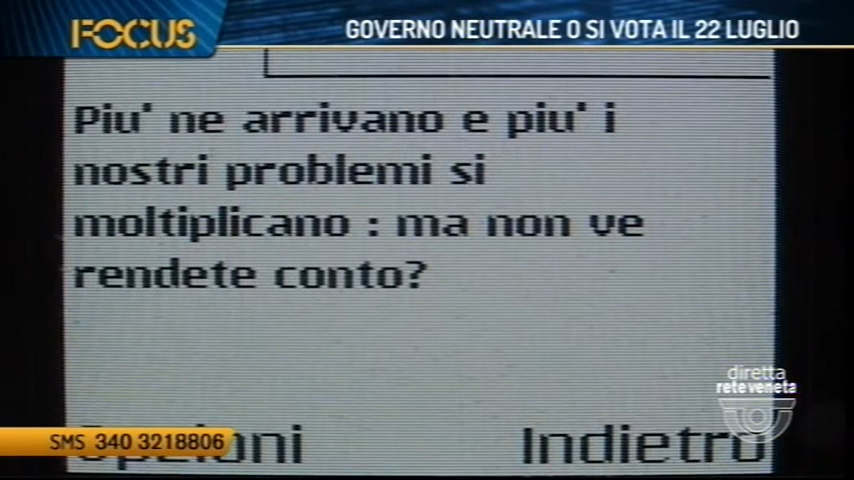 FOCUS
GOVERNO NEUTRALE O SI VOTA IL 22 LUGLIO
Piu' ne arrivano e piu' i
nostri problemi si
moltiplicano : ma non ve
rendete conto?
diretta
reteveneta
SMS 340 3218806
Opzioni
Indietro